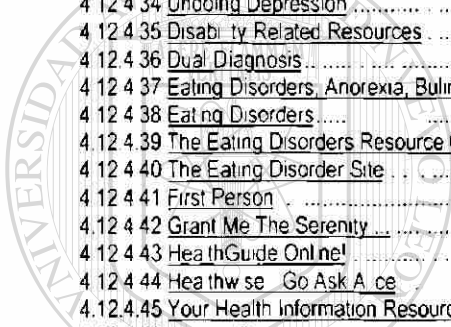 4 12 4 34 Undoing Depression
4 12 4.35 Disabi ty Related Resources
4 12 4.36 Dual Diagnosis
4 12 4 37 Eating Disorders, Anorexia, Bulim
4 12 4 38 Eat ng Disorders
4.12 4.39 The Eating Disorders Resource
4 12 4 40 The Eating Disorder Site
4 12 4 41 First Person
4 12 4 42 Grant Me The Serenity ...
4 12 4 43 Hea thGuide Onl ne!
4 12 4 44 Hea thw se Go Ask A ce
4.12.4.45 Your Health Information Resourc